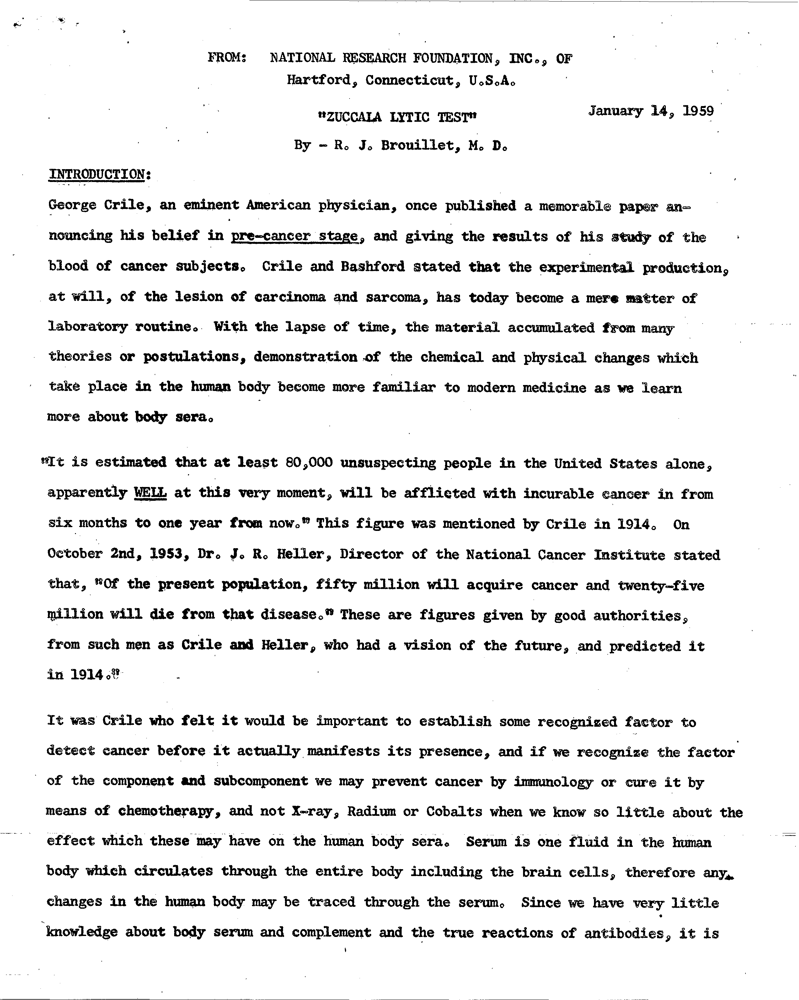 FROM: NATIONAL RESEARCH FOUNDATION, INC., OF
Hartford, Connecticut, U.S.A.
"ZUCCALA LYTIC TEST"
January 14, 1959
By - R. J. Brouillet, M. D.
INTRODUCTION:
George Crile, an eminent American physician, once published a memorable paper an-
nouncing his belief in pre-cancer stage, and giving the results of his study of the
blood of cancer subjects. Crile and Bashford stated that the experimental production,
at will, of the lesion of carcinoma and sarcoma, has today become a mere matter of
laboratory routine. With the lapse of time, the material accumulated from many
theories or postulations, demonstration of the chemical and physical changes which
take place in the human body become more familiar to modern medicine as we learn
more about body sera.
"It is estimated that at least 80,000 unsuspecting people in the United States alone,
apparently WELL at this very moment, will be afflicted with incurable cancer in from
six months to one year from now." This figure was mentioned by Crile in 1914. On
October 2nd, 1953, Dr. J. R. Heller, Director of the National Cancer Institute stated
that, "Of the present population, fifty million will acquire cancer and twenty-five
million will die from that disease." These are figures given by good authorities,
from such men as Crile and Heller, who had a vision of the future, and predicted it
in 1914."
It was Crile who felt it would be important to establish some recognized factor to
detect cancer before it actually manifests its presence, and if we recognize the factor
of the component and subcomponent we may prevent cancer by immunology or cure it by
means of chemotherapy, and not X-ray, Radium or Cobalts when we know so little about the
effect which these may have on the human body sera. Serum is one fluid in the human
body which circulates through the entire body including the brain cells, therefore any
changes in the human body may be traced through the serum. Since we have very little
knowledge about body serum and complement and the true reactions of antibodies, it is